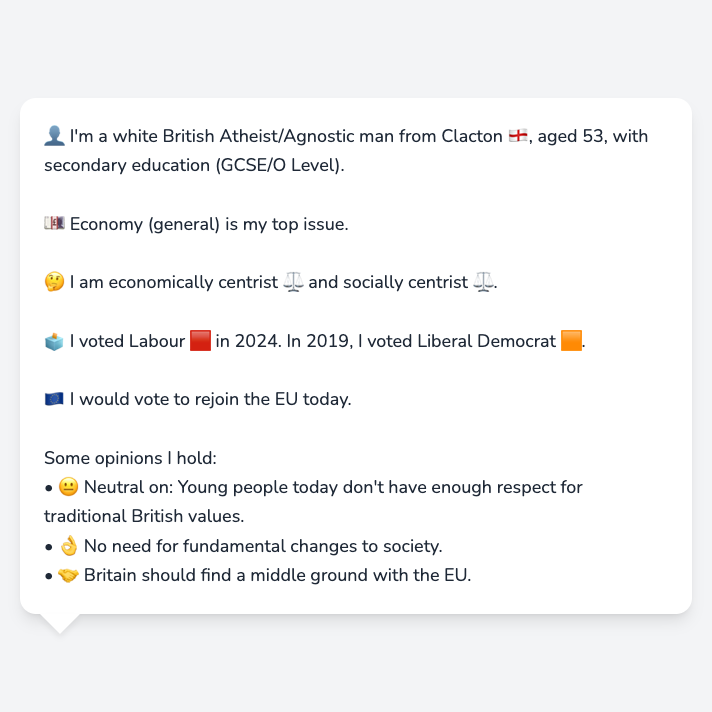 👤 I'm a white British Atheist/Agnostic man from Clacton 🏴󠁧󠁢󠁥󠁮󠁧󠁿, aged 53, with
secondary education (GCSE/O Level).
💷 Economy (general) is my top issue.
🤔 I am economically centrist ⚖️ and socially centrist ⚖️.
🗳️ I voted Labour 🟥 in 2024. In 2019, I voted Liberal Democrat 🟧.
🇪🇺 I would vote to rejoin the EU today.
Some opinions I hold:
• 😐 Neutral on: Young people today don't have enough respect for
traditional British values.
• 👌 No need for fundamental changes to society.
• 🤝 Britain should find a middle ground with the EU.